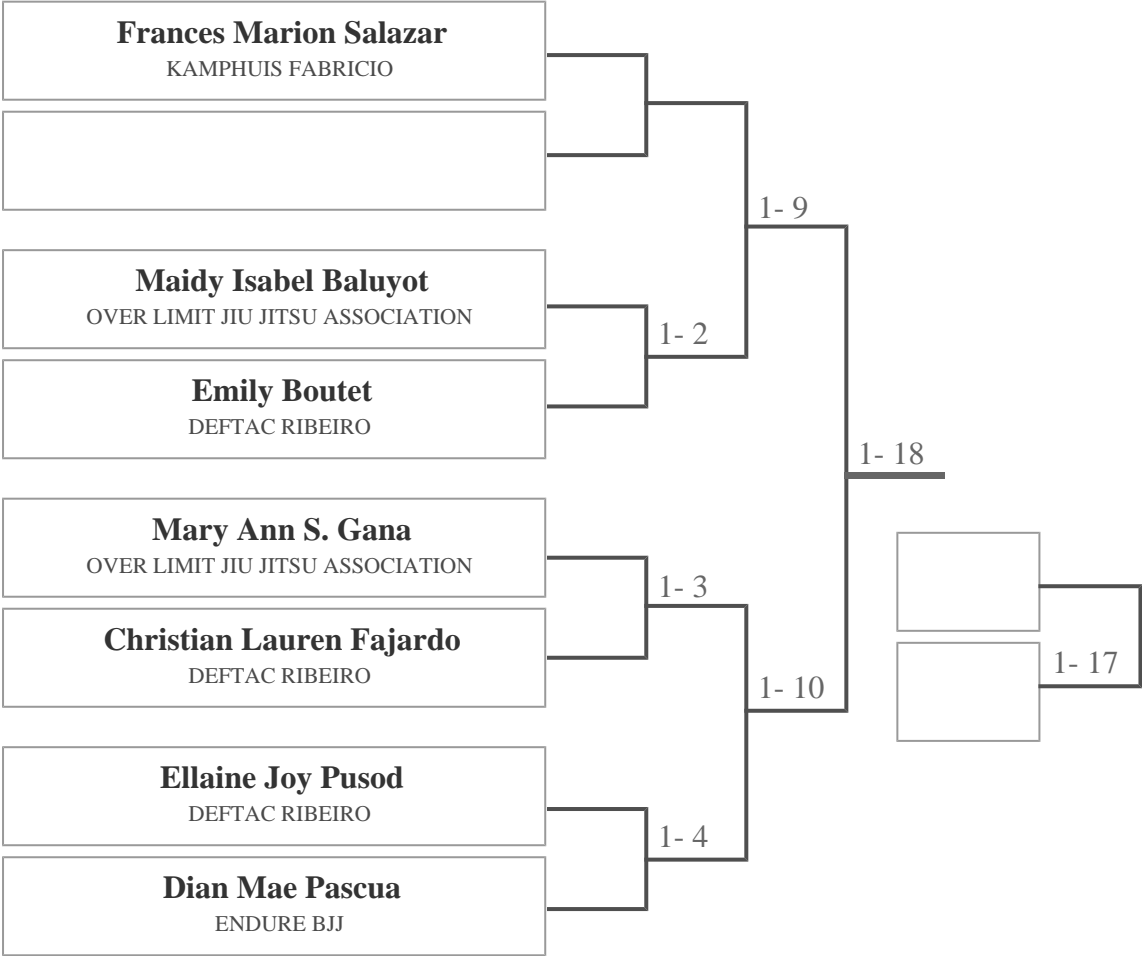 Frances Marion Salazar
KAMPHUIS FABRICIO
1- 9
Maidy Isabel Baluyot
OVER LIMIT JIU JITSU ASSOCIATION
1- 2
Emily Boutet
DEFTAC RIBEIRO
1- 18
Mary Ann S. Gana
OVER LIMIT JIU JITSU ASSOCIATION
1- 3
Christian Lauren Fajardo
DEFTAC RIBEIRO
1- 17
1- 10
Ellaine Joy Pusod
DEFTAC RIBEIRO
1- 4
Dian Mae Pascua
ENDURE BJJ